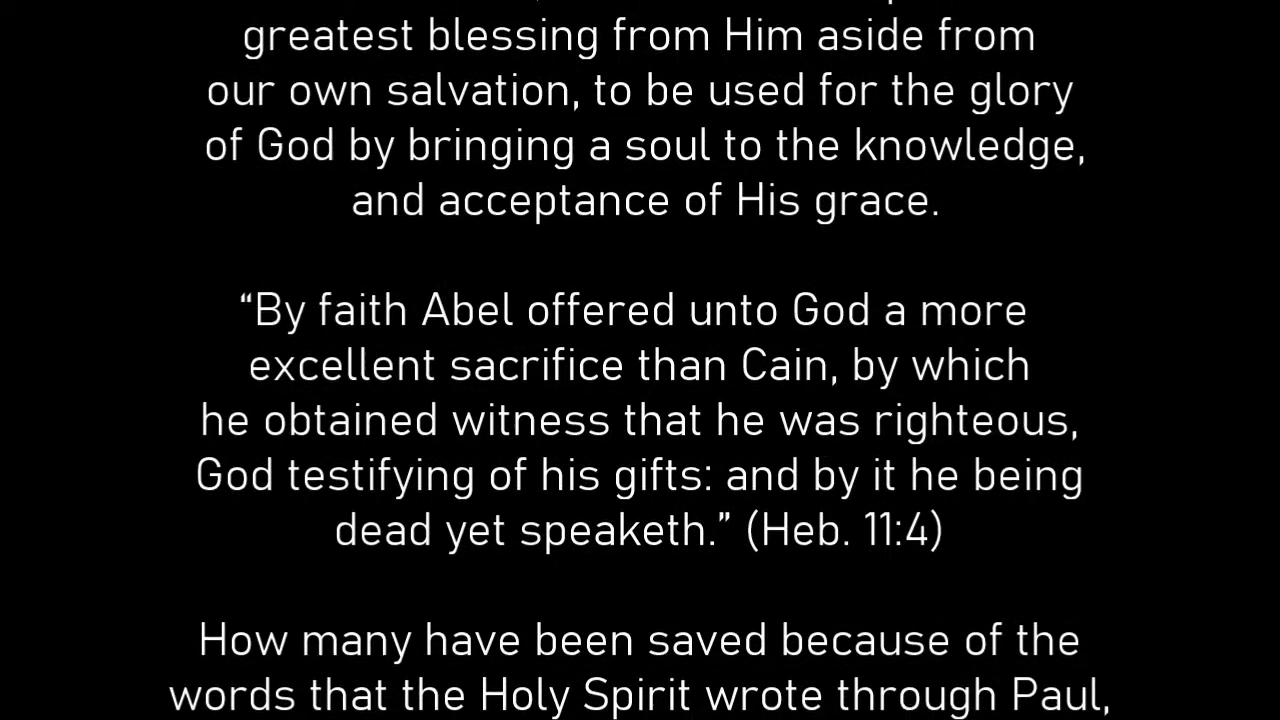 greatest blessing from Him aside from
our own salvation, to be used for the glory
of God by bringing a soul to the knowledge,
and acceptance of His grace.
“By faith Abel offered unto God a more
excellent sacrifice than Cain, by which
he obtained witness that he was righteous,
God testifying of his gifts: and by it he being
dead yet speaketh.” (Heb. 11:4)
How many have been saved because of the
words that the Holy Spirit wrote through Paul,